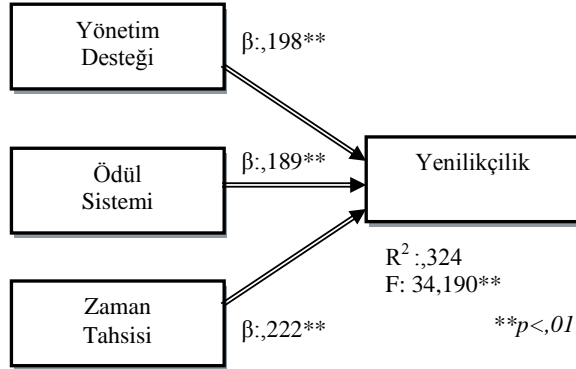 Yönetim
Desteği
β:,198**
Ödül
Sistemi
β:,189**
Yenilikçilik
R² :,324
F: 34,190**
Zaman
Tahsisi
β:,222**
**p<,01